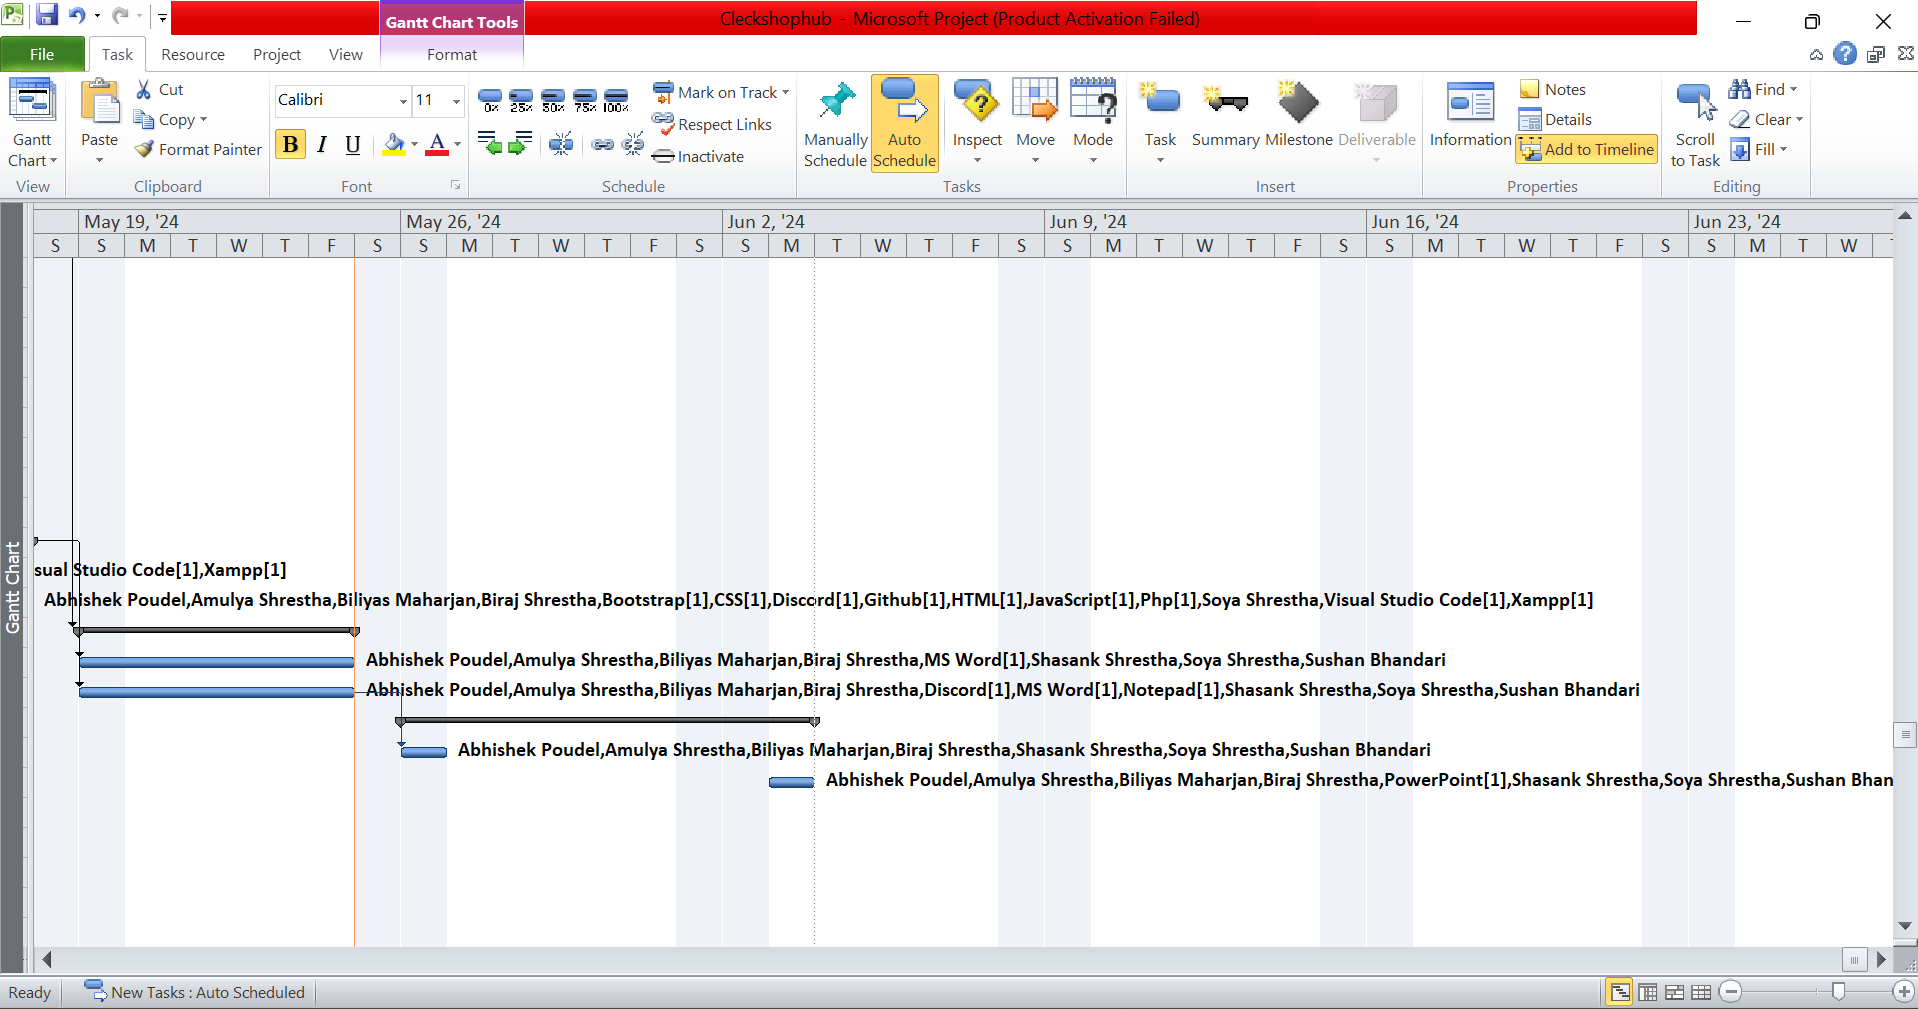 Gantt Chart Tools
Cleckshophub - Microsoft Project (Product Activation Failed)
File Task Resource Project View Format
Gantt Chart
View
Paste
Cut
Copy
Format Painter
Clipboard
Calibri 11
B I U A
Font
0% 25% 50% 75% 100%
Mark on Track
Respect Links
Inactivate
Schedule
Manually Schedule
Auto Schedule
Inspect
Move
Mode
Tasks
Task
Summary
Milestone
Deliverable
Insert
Information
Notes
Details
Add to Timeline
Properties
Scroll to Task
Find
Clear
Fill
Editing
May 19, '24 May 26, '24 Jun 2, '24 Jun 9, '24 Jun 16, '24 Jun 23, '24
S S M T W T F S S M T W T F S S M T W T F S S M T W T F S S M T W T F S S M T W
Gantt Chart
sual Studio Code[1],Xampp[1]
Abhishek Poudel,Amulya Shrestha,Biliyas Maharjan,Biraj Shrestha,Bootstrap[1],CSS[1],Discord[1],Github[1],HTML[1],JavaScript[1],Php[1],Soya Shrestha,Visual Studio Code[1],Xampp[1]
Abhishek Poudel,Amulya Shrestha,Biliyas Maharjan,Biraj Shrestha,MS Word[1],Shasank Shrestha,Soya Shrestha,Sushan Bhandari
Abhishek Poudel,Amulya Shrestha,Biliyas Maharjan,Biraj Shrestha,Discord[1],MS Word[1],Notepad[1],Shasank Shrestha,Soya Shrestha,Sushan Bhandari
Abhishek Poudel,Amulya Shrestha,Biliyas Maharjan,Biraj Shrestha,Shasank Shrestha,Soya Shrestha,Sushan Bhandari
Abhishek Poudel,Amulya Shrestha,Biliyas Maharjan,Biraj Shrestha,PowerPoint[1],Shasank Shrestha,Soya Shrestha,Sushan Bhan
Ready
New Tasks : Auto Scheduled